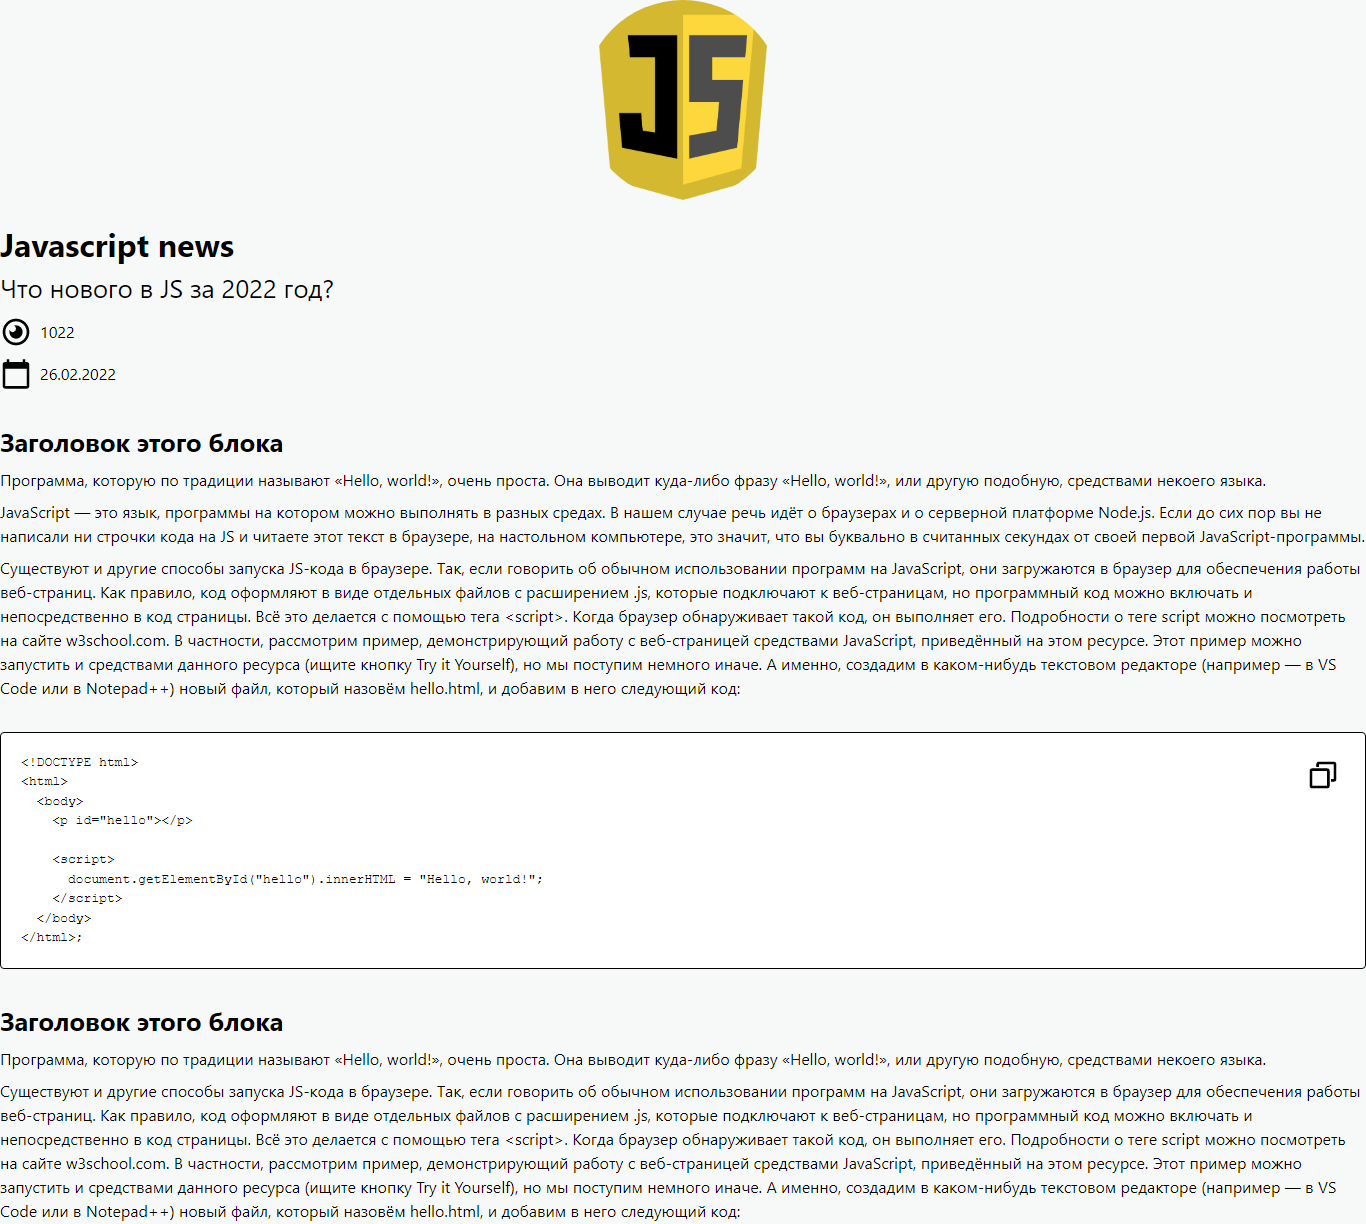 JS
Javascript news
Что нового в JS за 2022 год?
1022
26.02.2022
Заголовок этого блока
Программа, которую по традиции называют «Hello, world!», очень проста. Она выводит куда-либо фразу «Hello, world!», или другую подобную, средствами некоего языка.
JavaScript — это язык, программы на котором можно выполнять в разных средах. В нашем случае речь идёт о браузерах и о серверной платформе Node.js. Если до сих пор вы не
написали ни строчки кода на JS и читаете этот текст в браузере, на настольном компьютере, это значит, что вы буквально в считанных секундах от своей первой JavaScript-программы.
Существуют и другие способы запуска JS-кода в браузере. Так, если говорить об обычном использовании программ на JavaScript, они загружаются в браузер для обеспечения работы
веб-страниц. Как правило, код оформляют в виде отдельных файлов с расширением .js, которые подключают к веб-страницам, но программный код можно включать и
непосредственно в код страницы. Всё это делается с помощью тега <script>. Когда браузер обнаруживает такой код, он выполняет его. Подробности о теге script можно посмотреть
на сайте w3school.com. В частности, рассмотрим пример, демонстрирующий работу с веб-страницей средствами JavaScript, приведённый на этом ресурсе. Этот пример можно
запустить и средствами данного ресурса (ищите кнопку Try it Yourself), но мы поступим немного иначе. А именно, создадим в каком-нибудь текстовом редакторе (например — в VS
Code или в Notepad++) новый файл, который назовём hello.html, и добавим в него следующий код:
<!DOCTYPE html>
<html>
  <body>
    <p id="hello"></p>
    <script>
      document.getElementById("hello").innerHTML = "Hello, world!";
    </script>
  </body>
</html>;
Заголовок этого блока
Программа, которую по традиции называют «Hello, world!», очень проста. Она выводит куда-либо фразу «Hello, world!», или другую подобную, средствами некоего языка.
Существуют и другие способы запуска JS-кода в браузере. Так, если говорить об обычном использовании программ на JavaScript, они загружаются в браузер для обеспечения работы
веб-страниц. Как правило, код оформляют в виде отдельных файлов с расширением .js, которые подключают к веб-страницам, но программный код можно включать и
непосредственно в код страницы. Всё это делается с помощью тега <script>. Когда браузер обнаруживает такой код, он выполняет его. Подробности о теге script можно посмотреть
на сайте w3school.com. В частности, рассмотрим пример, демонстрирующий работу с веб-страницей средствами JavaScript, приведённый на этом ресурсе. Этот пример можно
запустить и средствами данного ресурса (ищите кнопку Try it Yourself), но мы поступим немного иначе. А именно, создадим в каком-нибудь текстовом редакторе (например — в VS
Code или в Notepad++) новый файл, который назовём hello.html, и добавим в него следующий код: